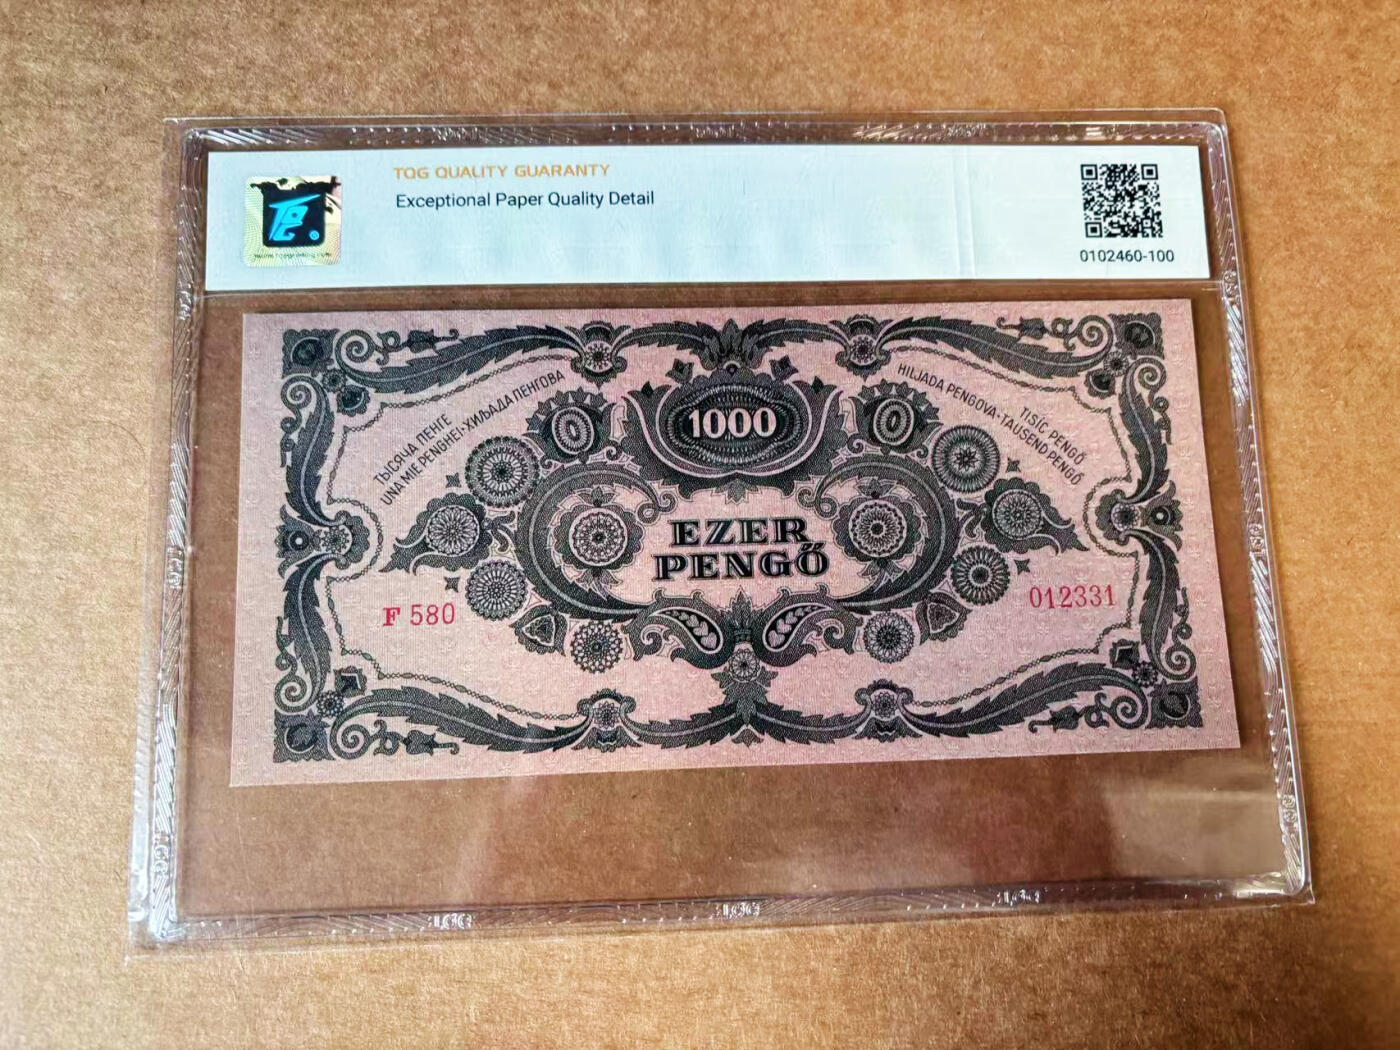 TQG QUALITY GUARANTY
Exceptional Paper Quality Detail
0102460-100
ТЫСЯЧА ПЕНГЕ
UNA MIE PENGHEI·ХИЉАДА ПЕНГОВА
1000
HILJADA PENGOVA·TAUSEND PENGŐ
TISÍC PENGŐ
EZER
PENGŐ
F 580
012331